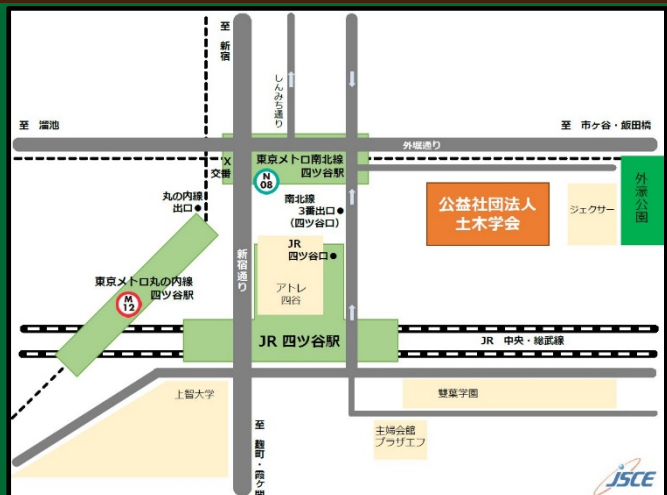 至 新宿
しんみち通り
至 溜池
至 市ヶ谷・飯田橋
外堀通り
X
交番
東京メトロ南北線
四ツ谷駅
N
08
丸の内線
出口●
南北線
3番出口●
(四ツ谷口)
公益社団法人
土木学会
ジェクサー
外濠公園
JR
四ツ谷口●
新宿通り
アトレ
四谷
東京メトロ丸の内線
四ツ谷駅
M
12
JR 四ツ谷駅
JR 中央・総武線
上智大学
雙葉学園
至 麹町・霞ヶ関
主婦会館
プラザエフ
JSCE